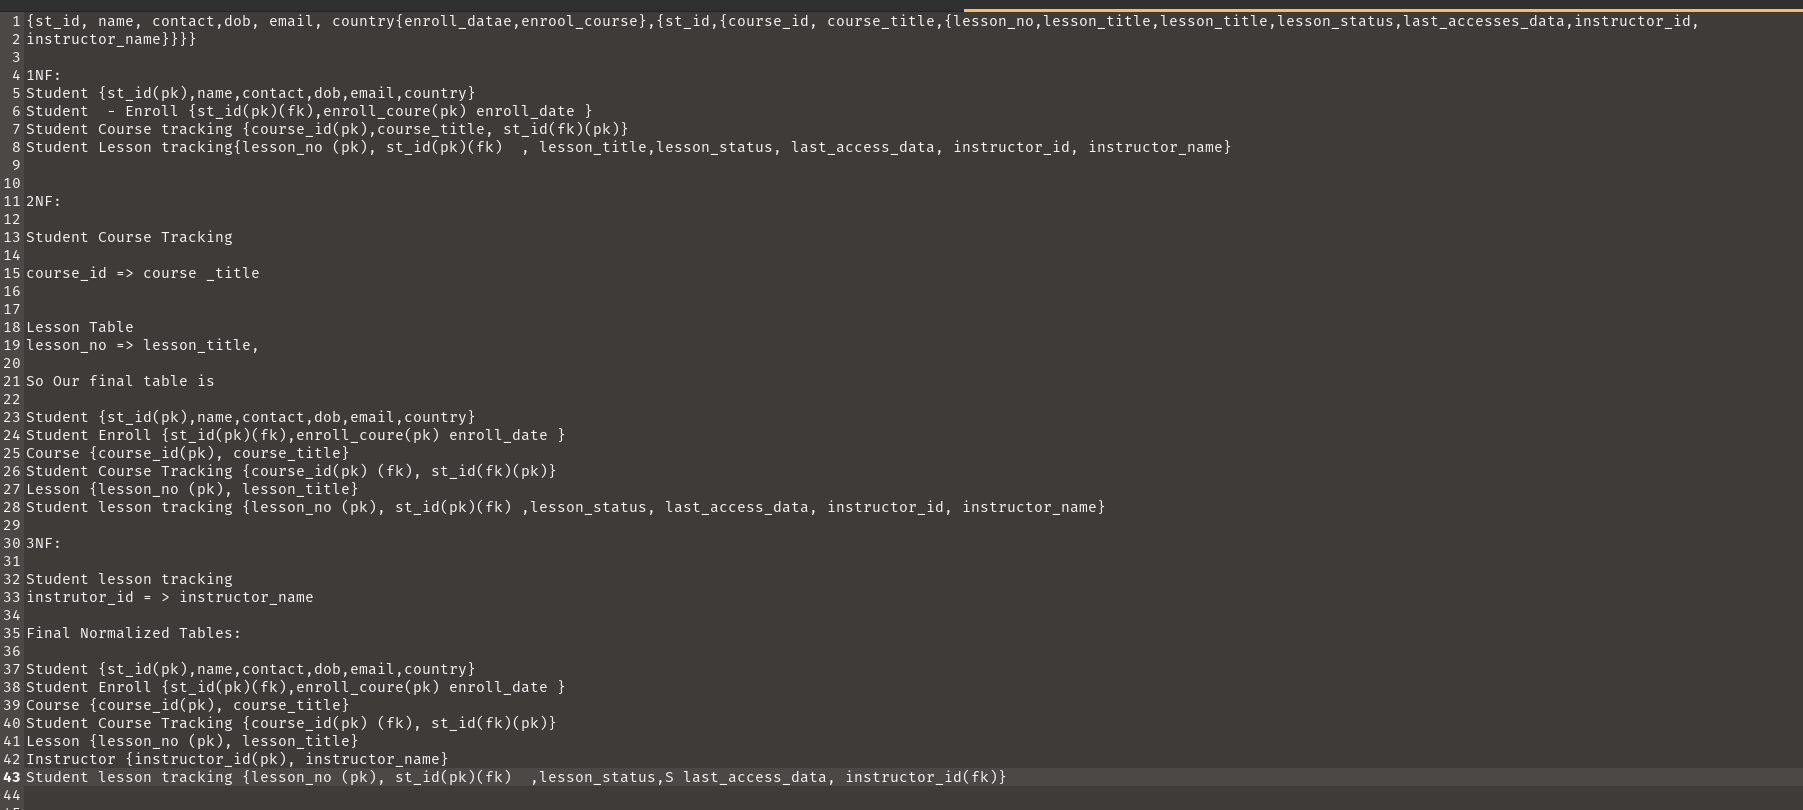 1 {st_id, name, contact,dob, email, country{enroll_datae,enrool_course},{st_id,{course_id, course_title,{lesson_no,lesson_title,lesson_title,lesson_status,last_accesses_data,instructor_id,
2 instructor_name}}}}
3
4 1NF:
5 Student {st_id(pk),name,contact,dob,email,country}
6 Student  - Enroll {st_id(pk)(fk),enroll_coure(pk) enroll_date }
7 Student Course tracking {course_id(pk),course_title, st_id(fk)(pk)}
8 Student Lesson tracking{lesson_no (pk), st_id(pk)(fk)  , lesson_title,lesson_status, last_access_data, instructor_id, instructor_name}
9
10
11 2NF:
12
13 Student Course Tracking
14
15 course_id => course _title
16
17
18 Lesson Table
19 lesson_no => lesson_title,
20
21 So Our final table is
22
23 Student {st_id(pk),name,contact,dob,email,country}
24 Student Enroll {st_id(pk)(fk),enroll_coure(pk) enroll_date }
25 Course {course_id(pk), course_title}
26 Student Course Tracking {course_id(pk) (fk), st_id(fk)(pk)}
27 Lesson {lesson_no (pk), lesson_title}
28 Student lesson tracking {lesson_no (pk), st_id(pk)(fk) ,lesson_status, last_access_data, instructor_id, instructor_name}
29
30 3NF:
31
32 Student lesson tracking
33 instrutor_id = > instructor_name
34
35 Final Normalized Tables:
36
37 Student {st_id(pk),name,contact,dob,email,country}
38 Student Enroll {st_id(pk)(fk),enroll_coure(pk) enroll_date }
39 Course {course_id(pk), course_title}
40 Student Course Tracking {course_id(pk) (fk), st_id(fk)(pk)}
41 Lesson {lesson_no (pk), lesson_title}
42 Instructor {instructor_id(pk), instructor_name}
43 Student lesson tracking {lesson_no (pk), st_id(pk)(fk)  ,lesson_status,S last_access_data, instructor_id(fk)}
44